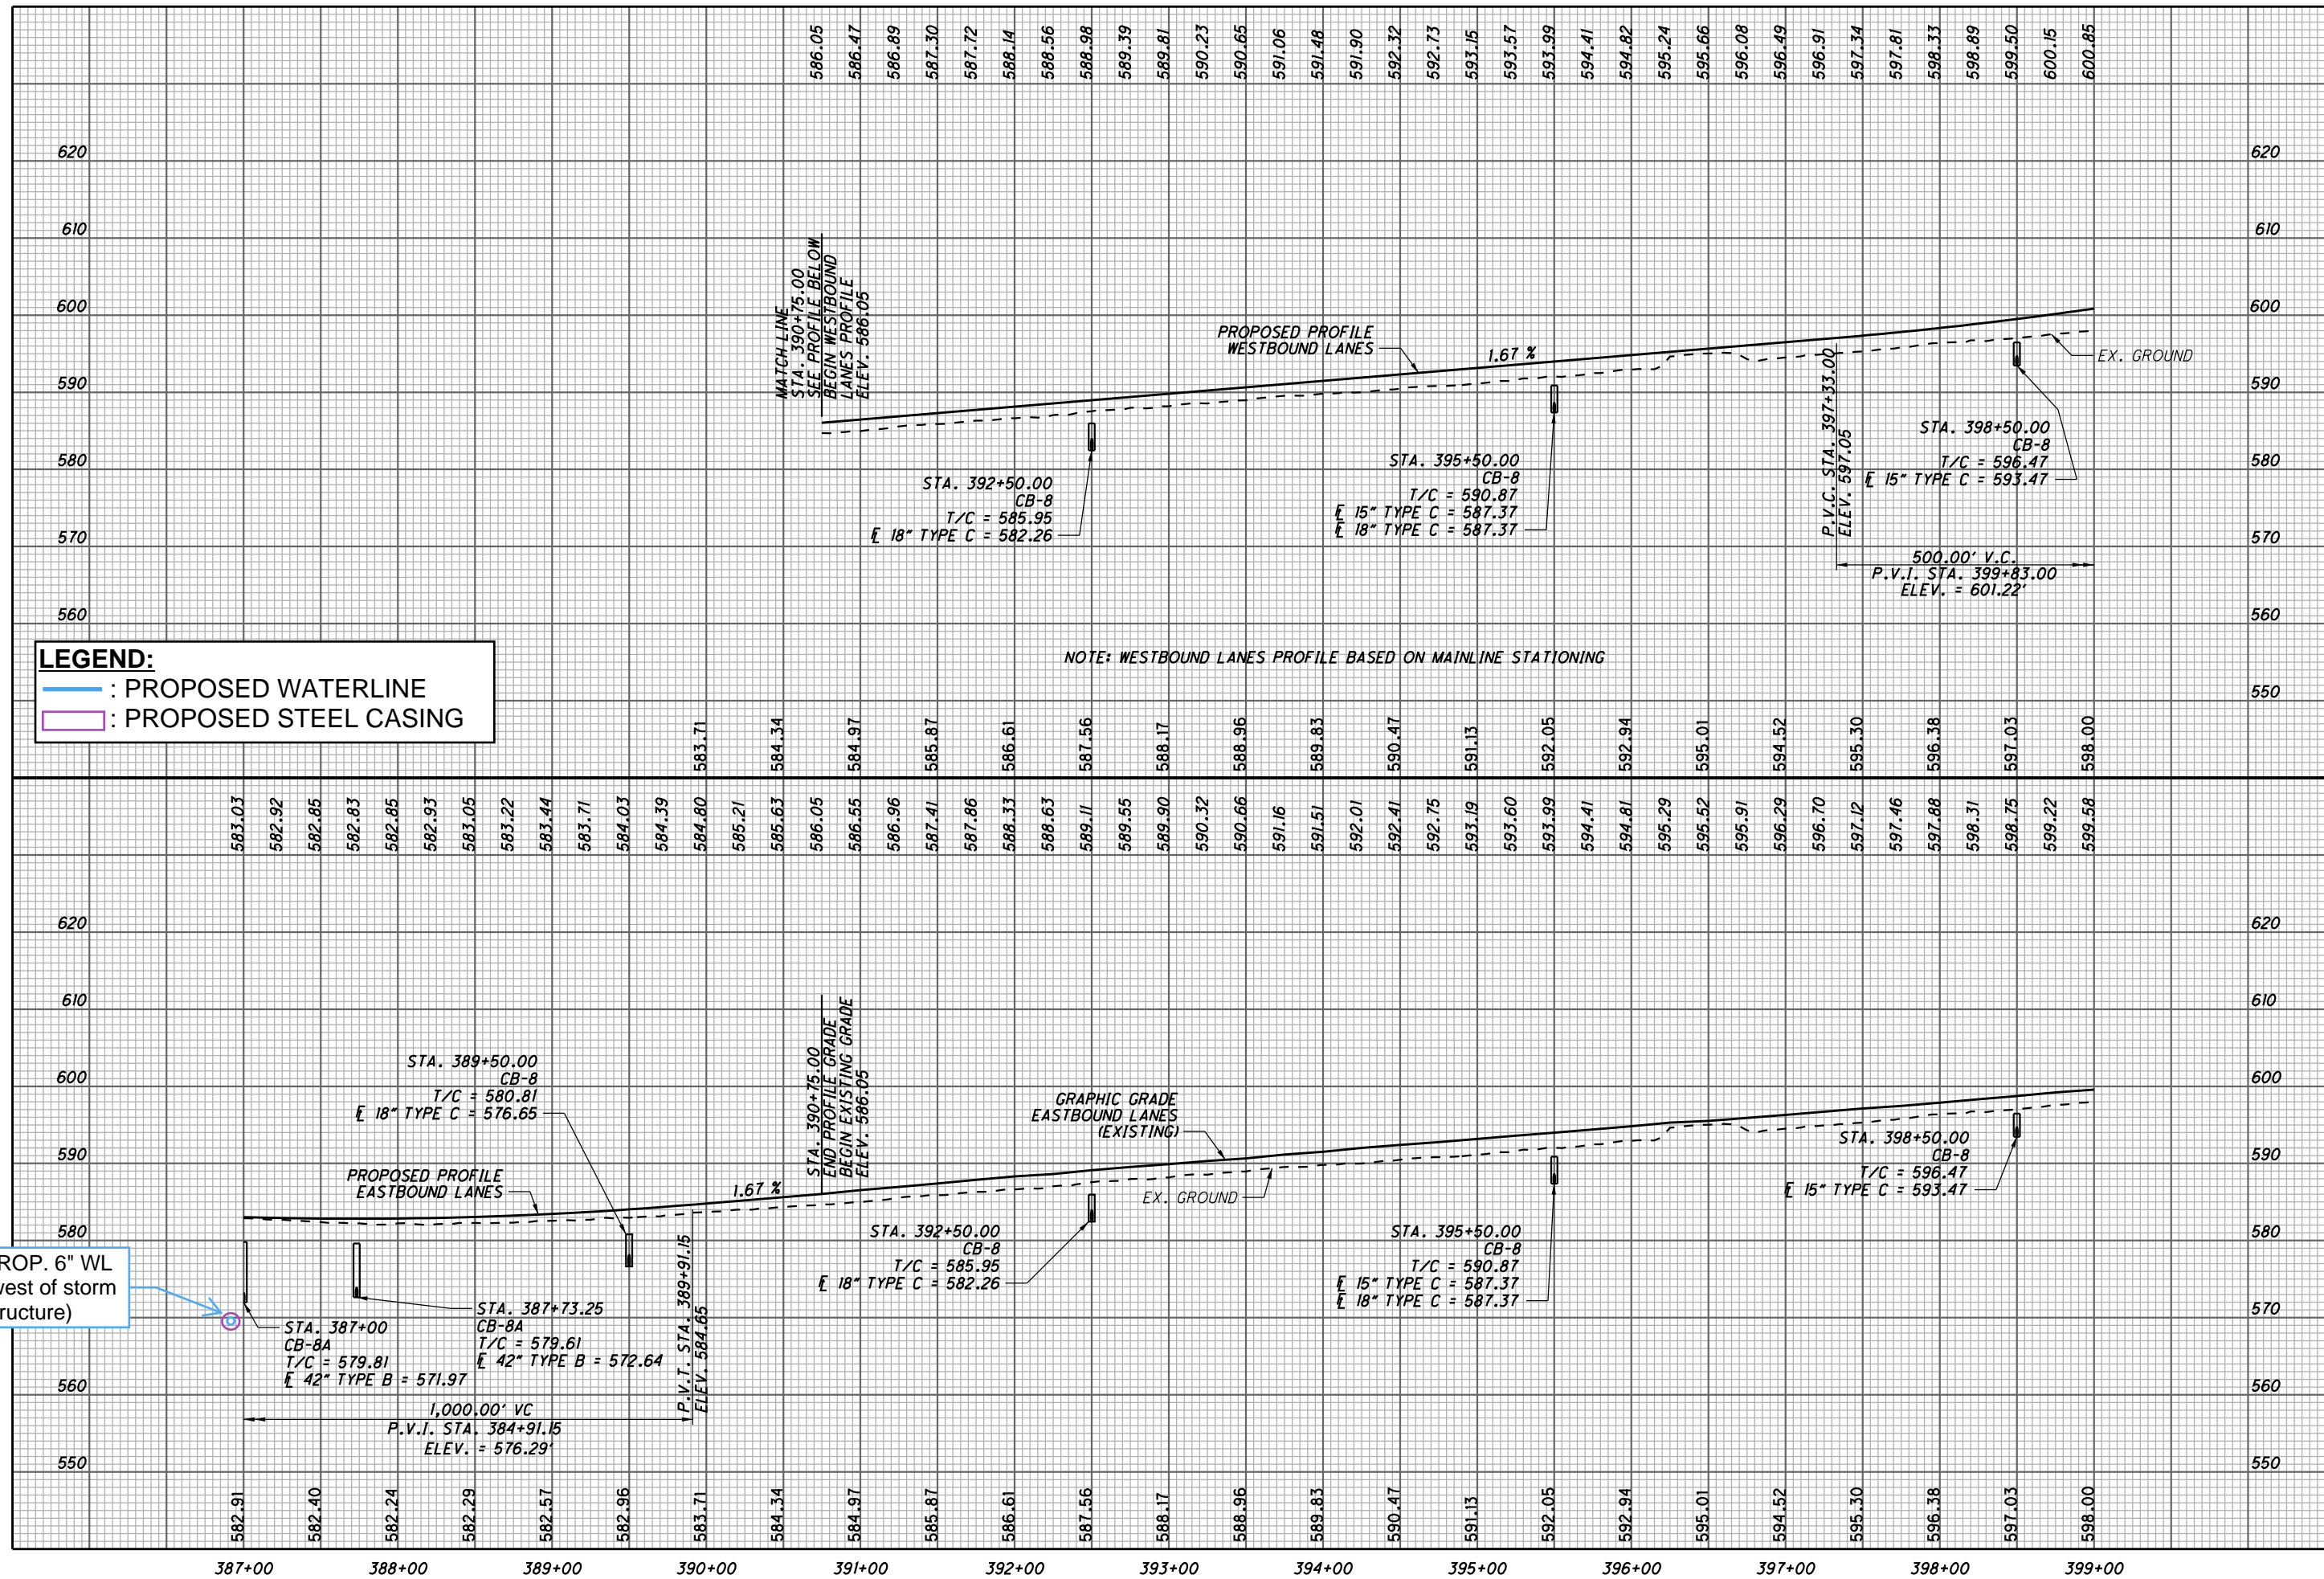 586.05
586.47
586.89
587.30
587.72
588.14
588.56
588.98
589.39
589.81
590.23
590.65
591.06
591.48
591.90
592.32
592.73
593.15
593.57
593.99
594.41
594.82
595.24
595.66
596.08
596.49
596.91
597.34
597.81
598.33
598.89
599.50
600.15
600.85
620
620
610
610
600
600
590
590
580
580
570
570
560
560
550
550
MATCH LINE
STA. 390+75.00
SEE PROFILE BELOW
BEGIN WESTBOUND
LANES PROFILE
ELEV. 586.05
PROPOSED PROFILE
WESTBOUND LANES
1.67 %
EX. GROUND
STA. 392+50.00
CB-8
T/C = 585.95
18" TYPE C = 582.26
STA. 395+50.00
CB-8
T/C = 590.87
15" TYPE C = 587.37
18" TYPE C = 587.37
P.V.C. STA. 397+33.00
ELEV. 597.05
STA. 398+50.00
CB-8
T/C = 596.47
15" TYPE C = 593.47
500.00' V.C.
P.V.I. STA. 399+83.00
ELEV. = 601.22'
NOTE: WESTBOUND LANES PROFILE BASED ON MAINLINE STATIONING
LEGEND:
: PROPOSED WATERLINE
: PROPOSED STEEL CASING
583.71
584.34
584.97
585.87
586.61
587.56
588.17
588.96
589.83
590.47
591.13
592.05
592.94
595.01
594.52
595.30
596.38
597.03
598.00
583.03
582.92
582.85
582.83
582.85
582.93
583.05
583.22
583.44
583.71
584.03
584.39
584.80
585.21
585.63
586.05
586.55
586.96
587.41
587.86
588.33
588.63
589.11
589.55
589.90
590.32
590.66
591.16
591.51
592.01
592.41
592.75
593.19
593.60
593.99
594.41
594.81
595.29
595.52
595.91
596.29
596.70
597.12
597.46
597.88
598.31
598.75
599.22
599.58
620
620
610
610
600
600
590
590
580
580
570
570
560
560
550
550
STA. 389+50.00
CB-8
T/C = 580.81
18" TYPE C = 576.65
PROPOSED PROFILE
EASTBOUND LANES
1.67 %
STA. 390+75.00
END PROFILE GRADE
BEGIN EXISTING GRADE
ELEV. 586.05
GRAPHIC GRADE
EASTBOUND LANES
(EXISTING)
EX. GROUND
ROP. 6" WL
west of storm
ructure)
STA. 387+00
CB-8A
T/C = 579.81
42" TYPE B = 571.97
STA. 387+73.25
CB-8A
T/C = 579.61
42" TYPE B = 572.64
P.V.T. STA. 389+91.15
ELEV. 584.65
1,000.00' VC
P.V.I. STA. 384+91.15
ELEV. = 576.29'
STA. 392+50.00
CB-8
T/C = 585.95
18" TYPE C = 582.26
STA. 395+50.00
CB-8
T/C = 590.87
15" TYPE C = 587.37
18" TYPE C = 587.37
STA. 398+50.00
CB-8
T/C = 596.47
15" TYPE C = 593.47
582.91
582.40
582.24
582.29
582.57
582.96
583.71
584.34
584.97
585.87
586.61
587.56
588.17
588.96
589.83
590.47
591.13
592.05
592.94
595.01
594.52
595.30
596.38
597.03
598.00
387+00
388+00
389+00
390+00
391+00
392+00
393+00
394+00
395+00
396+00
397+00
398+00
399+00